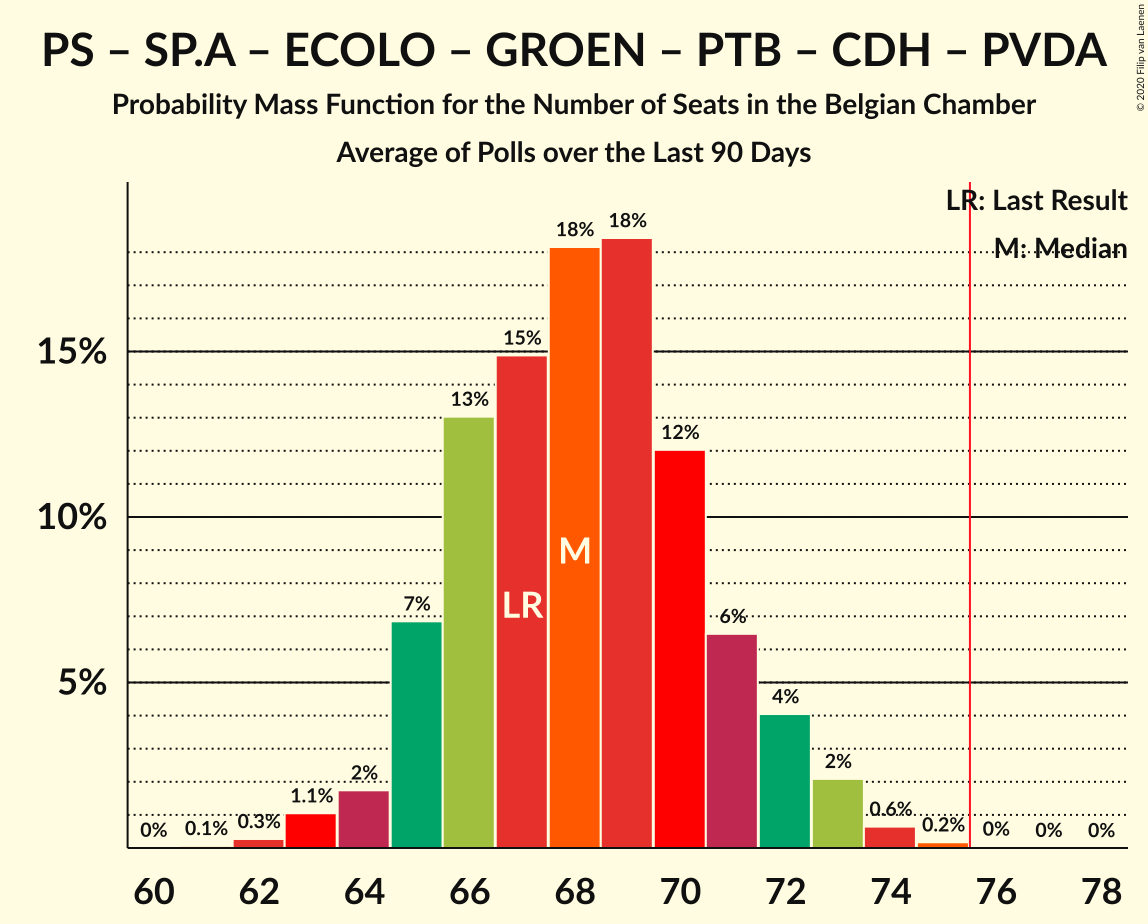 PS – SP.A – ECOLO – GROEN – PTB – CDH – PVDA
Probability Mass Function for the Number of Seats in the Belgian Chamber
Average of Polls over the Last 90 Days
© 2020 Filip van Laenen
LR: Last Result
M: Median
15%
10%
5%
0%
0.1%
0.3%
1.1%
2%
7%
13%
15%
18%
18%
12%
6%
4%
2%
0.6%
0.2%
0%
0%
0%
LR
M
60 62 64 66 68 70 72 74 76 78